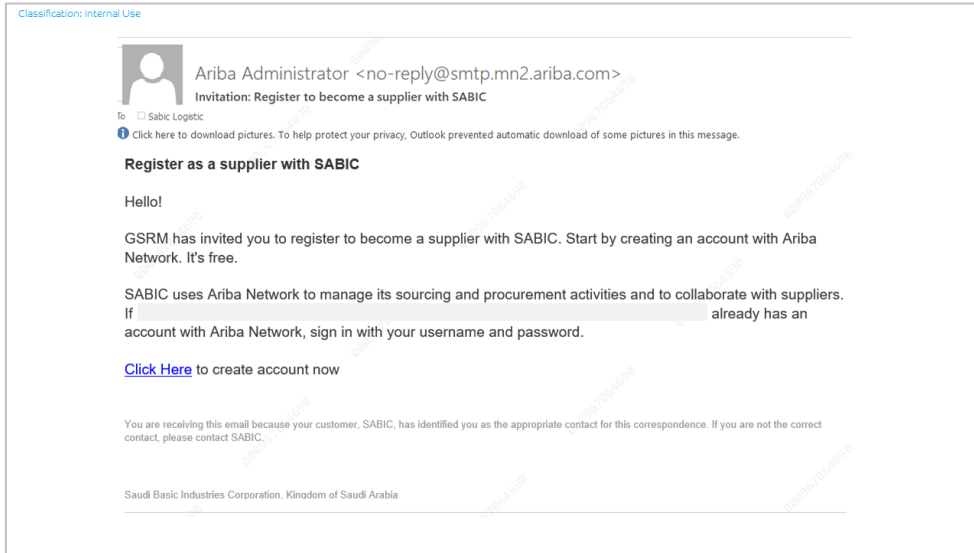 Classification: Internal Use
Ariba Administrator <no-reply@smtp.mn2.ariba.com>
Invitation: Register to become a supplier with SABIC
To Sabic Logistic
Click here to download pictures. To help protect your privacy, Outlook prevented automatic download of some pictures in this message.
Register as a supplier with SABIC
Hello!
GSRM has invited you to register to become a supplier with SABIC. Start by creating an account with Ariba
Network. It's free.
SABIC uses Ariba Network to manage its sourcing and procurement activities and to collaborate with suppliers.
If already has an
account with Ariba Network, sign in with your username and password.
Click Here to create account now
You are receiving this email because your customer, SABIC, has identified you as the appropriate contact for this correspondence. If you are not the correct
contact, please contact SABIC.
Saudi Basic Industries Corporation, Kingdom of Saudi Arabia